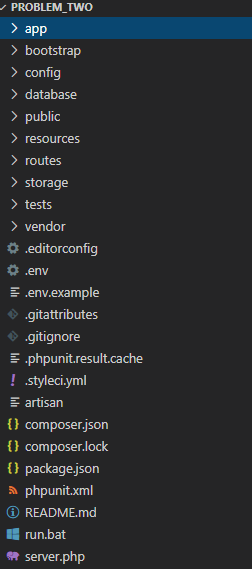 PROBLEM_TWO
app
bootstrap
config
database
public
resources
routes
storage
tests
vendor
.editorconfig
.env
.env.example
.gitattributes
.gitignore
.phpunit.result.cache
.styleci.yml
artisan
composer.json
composer.lock
package.json
phpunit.xml
README.md
run.bat
server.php